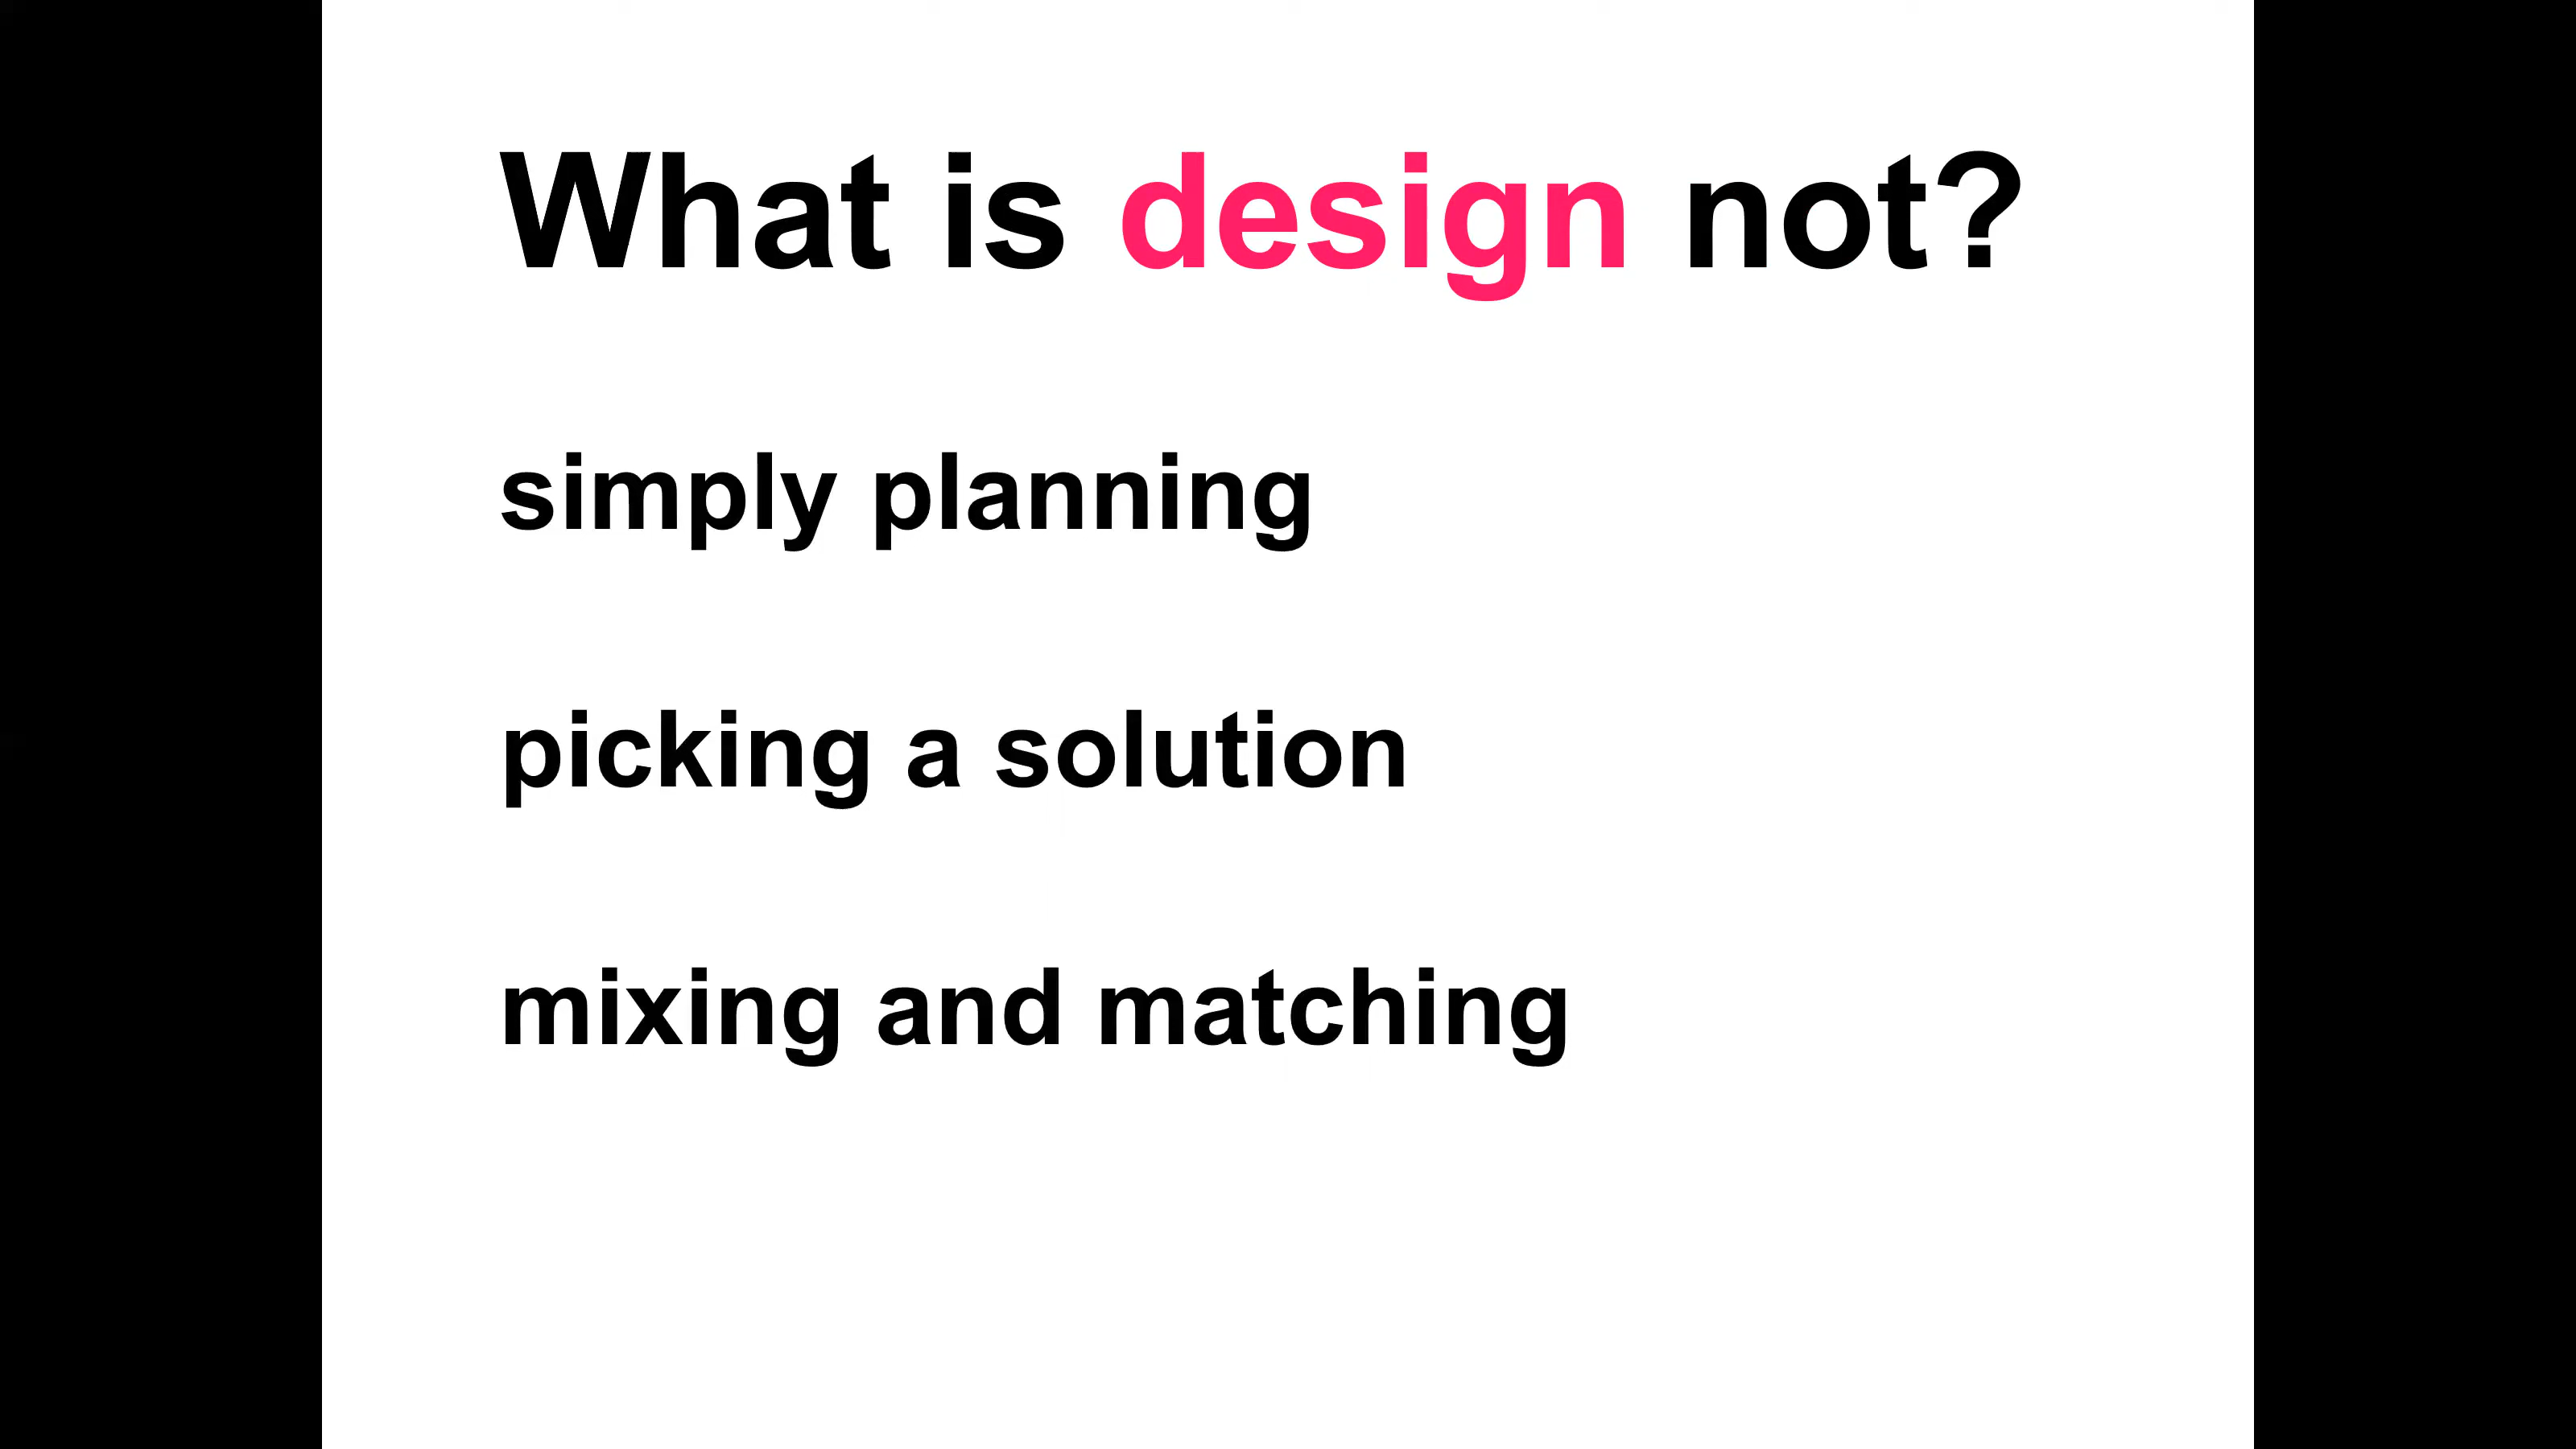 What is design not?
simply planning
picking a solution
mixing and matching